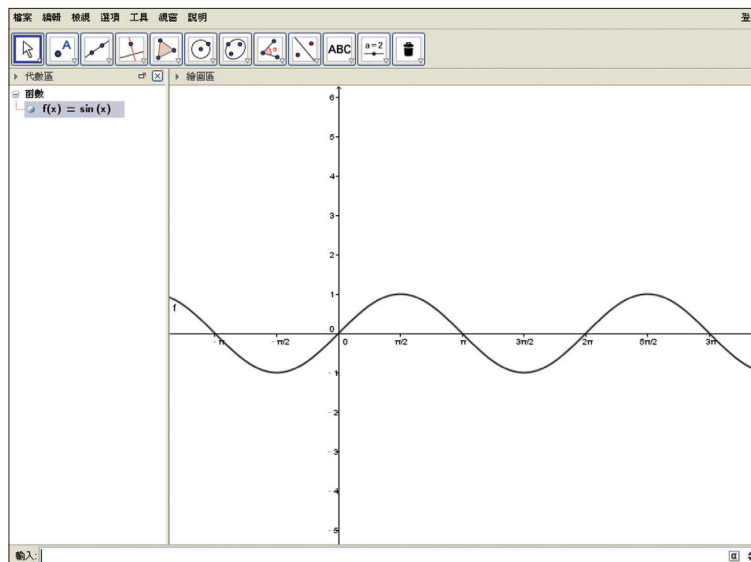 檔案 編輯 檢視 選項 工具 視窗 説明 登
A ABC a=2
代數區 繪圖區
函數
f(x) = sin (x)
6
5
4
3
2
1
0
-1
-2
-3
-4
-5
f
-π -π/2 0 π/2 π 3π/2 2π 5π/2 3π
輸入: α